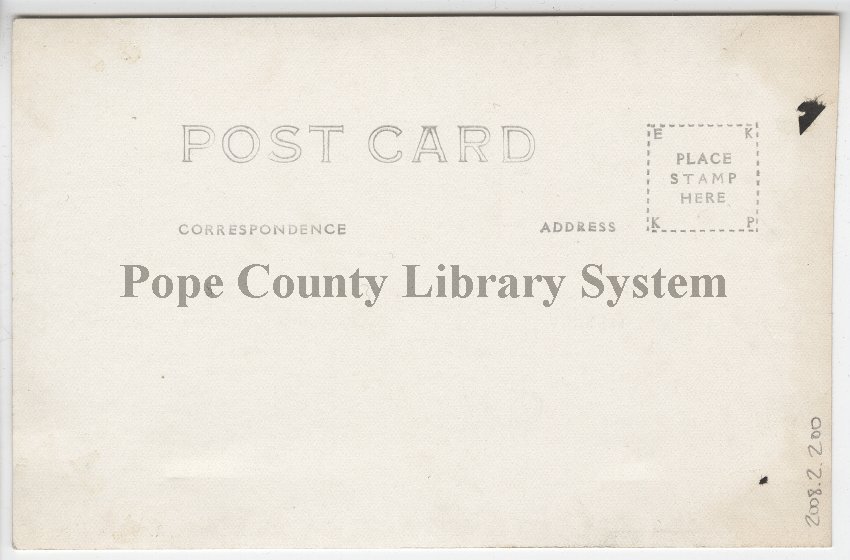 POST CARD
E K
PLACE
STAMP
HERE
K P
CORRESPONDENCE
ADDRESS
Pope County Library System
2008.2.200